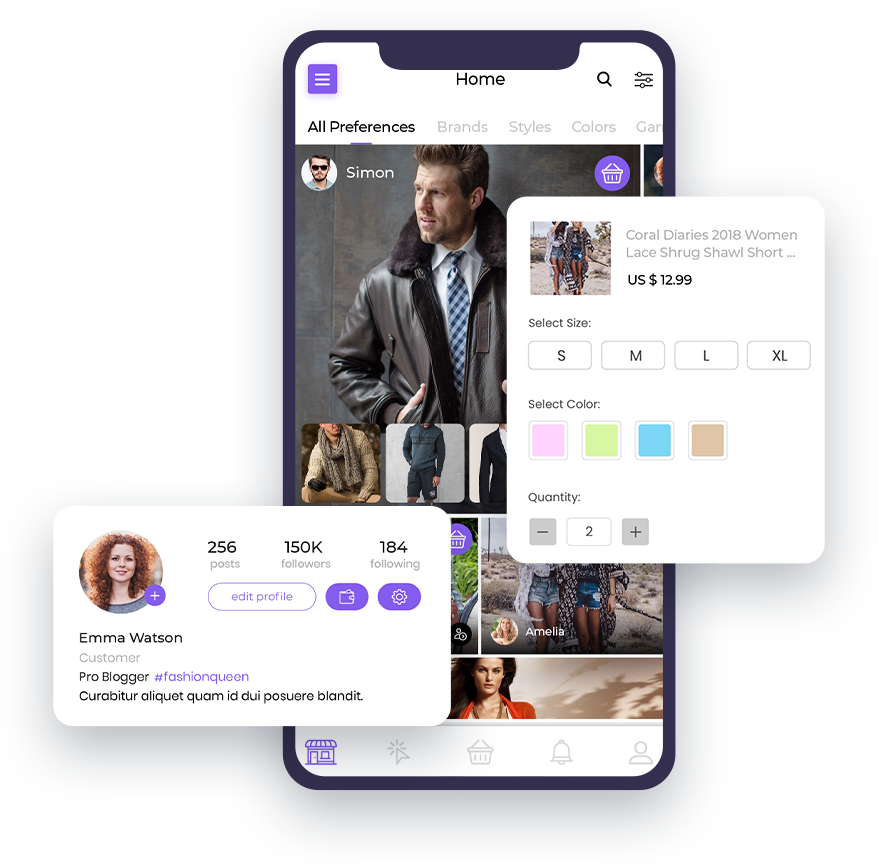 Home
All Preferences Brands Styles Colors Gar
Simon
Coral Diaries 2018 Women
Lace Shrug Shawl Short ...
US $ 12.99
Select Size:
S M L XL
Select Color:
Quantity:
2
256 150K 184
posts followers following
edit profile
Emma Watson
Customer
Pro Blogger #fashionqueen
Curabitur aliquet quam id dui posuere blandit.
Amelia